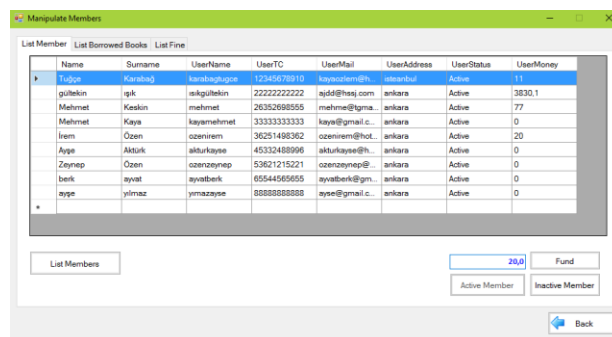 Manipulate Members
List Member List Borrowed Books List Fine
Name Surname UserName UserTC UserMail UserAddress UserStatus UserMoney
Tuğçe Karabağ karabagtugce 12345678910 kayaozlem@h... isteanbul Active 11
gültekin ışık ısıkgültekin 22222222222 ajdd@hssj.com ankara Active 3830,1
Mehmet Keskin mehmet 26352698555 mehme@tgma... ankara Active 77
Mehmet Kaya kayamehmet 33333333333 kaya@gmail.c... ankara Active 0
İrem Özen ozenirem 36251498362 ozenirem@hot... ankara Active 20
Ayşe Aktürk akturkayse 45332488996 akturkayse@h... ankara Active 0
Zeynep Özen ozenzeynep 53621215221 ozenzeynep@... ankara Active 0
berk ayvat ayvatberk 65544565655 ayvatberk@gm... ankara Active 0
ayşe yılmaz yımazayse 88888888888 ayse@gmail.c... ankara Active 0
List Members 20,0 Fund
Active Member Inactive Member
Back